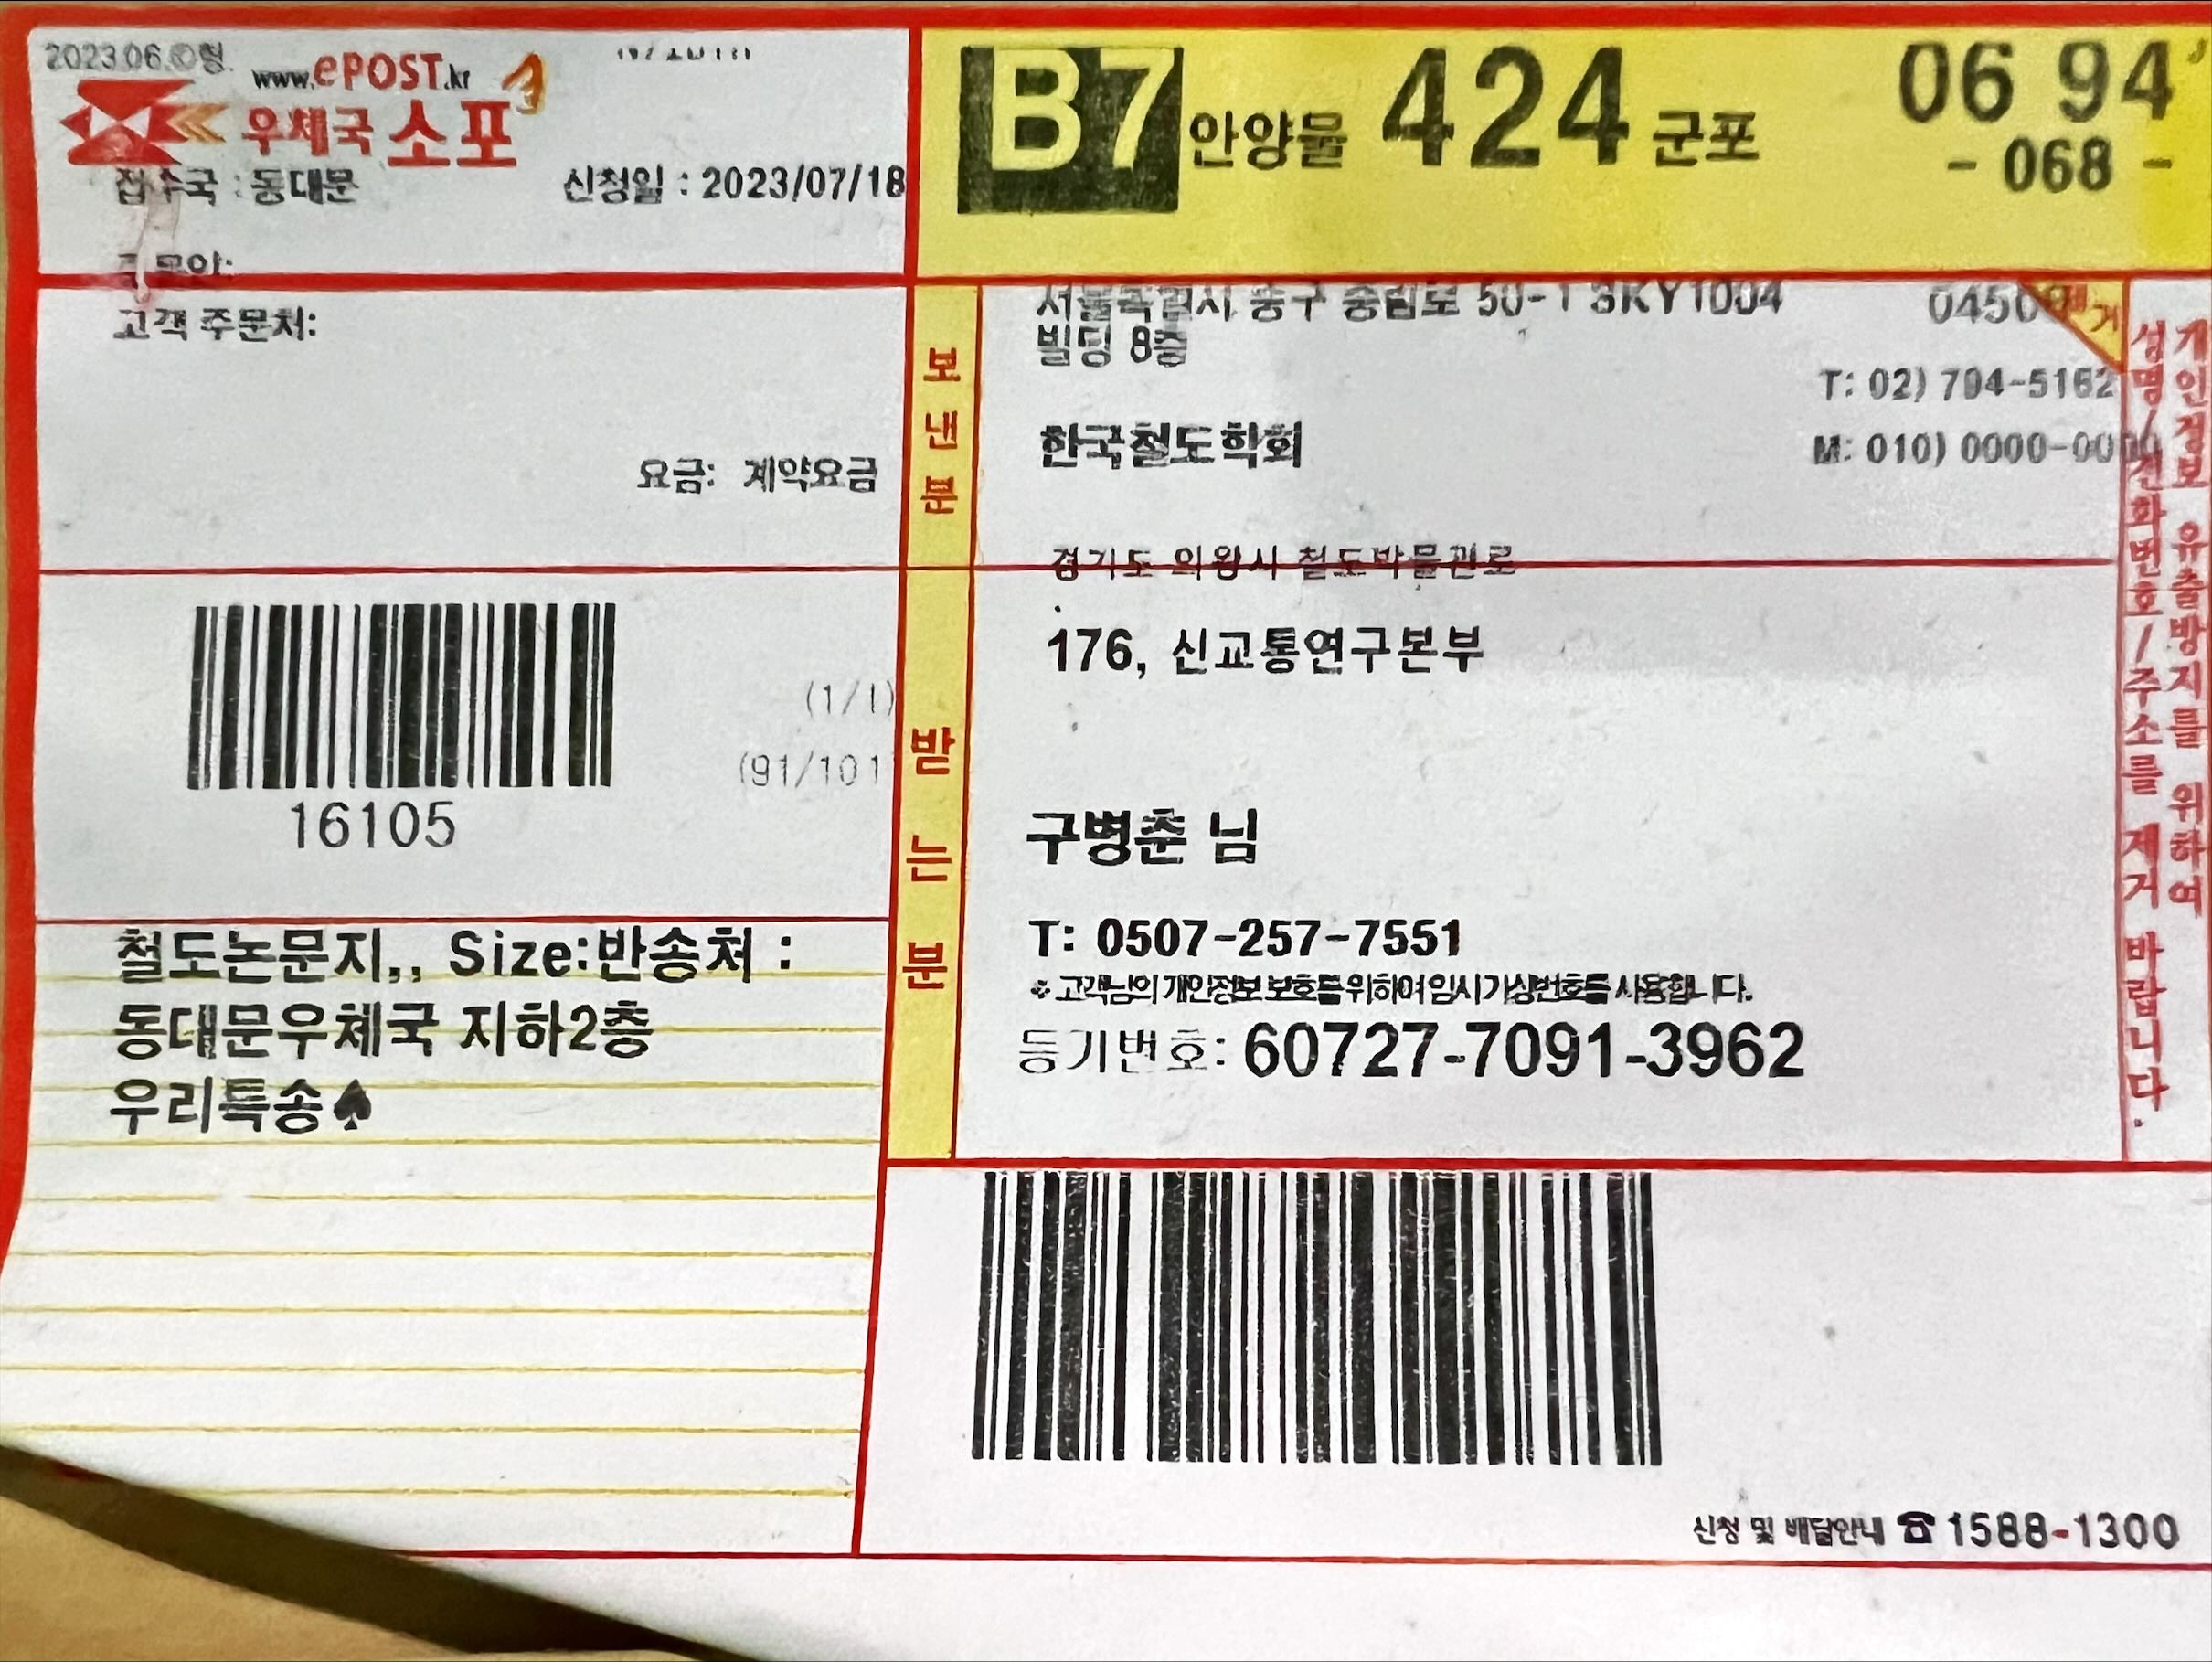 www.ePOST.kr
우체국 소포
접수국 : 동대문
신청일 : 2023/07/18
고객 주문처:
요금: 계약요금
16105
(1/1)
(91/101
철도논문지,, Size:반송처 :
동대문우체국 지하2층
우리특송♠
B7 안양물 424 군포
06 94
- 068 -
보낸분
서울특별시 중구 중림로 50-1 SKY1004
빌딩 8층
T: 02) 794-5162
한국철도학회
M: 010) 0000-0000
받는분
경기도 의왕시 철도박물관로
176, 신교통연구본부
구병춘 님
T: 0507-257-7551
※고객님의 개인정보 보호를 위하여 임시 가상번호를 사용합니다.
등기번호: 60727-7091-3962
개인정보 유출방지를 위하여
성명/전화번호/주소를 제거 바랍니다.
신청 및 배달안내 ☎ 1588-1300